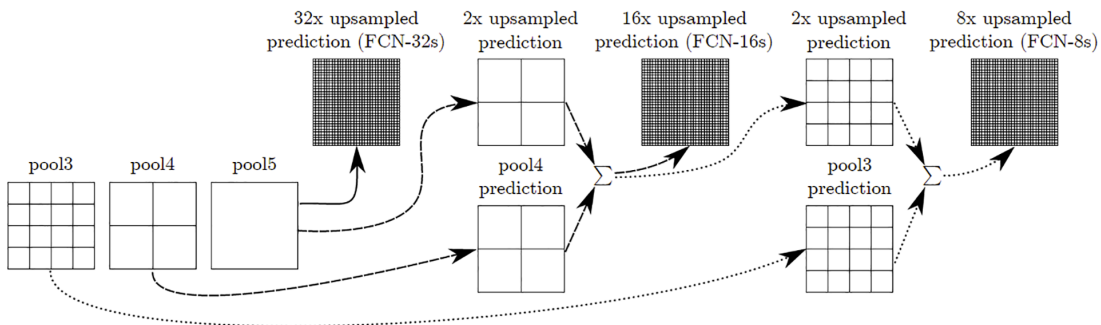 32x upsampled
prediction (FCN-32s)
2x upsampled
prediction
16x upsampled
prediction (FCN-16s)
2x upsampled
prediction
8x upsampled
prediction (FCN-8s)
pool3
pool4
pool5
pool4
prediction
∑
pool3
prediction
∑